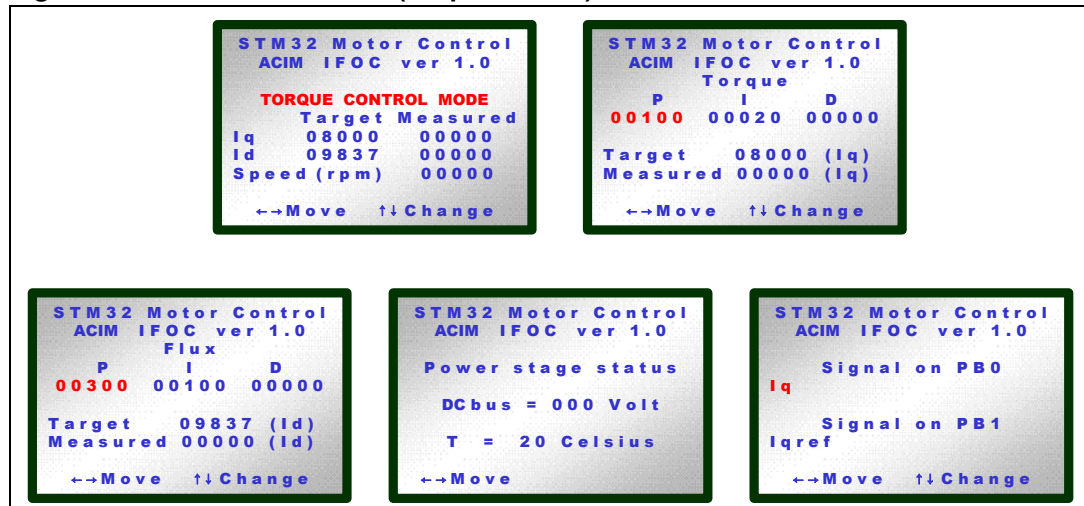 STM32 Motor Control
ACIM IFOC ver 1.0
TORQUE CONTROL MODE
Target Measured
Iq 08000 00000
Id 09837 00000
Speed (rpm) 00000
←→Move ↑↓Change
STM32 Motor Control
ACIM IFOC ver 1.0
Torque
P I D
00100 00020 00000
Target 08000 (Iq)
Measured 00000 (Iq)
←→Move ↑↓Change
STM32 Motor Control
ACIM IFOC ver 1.0
Flux
P I D
00300 00100 00000
Target 09837 (Id)
Measured 00000 (Id)
←→Move ↑↓Change
STM32 Motor Control
ACIM IFOC ver 1.0
Power stage status
DCbus = 000 Volt
T = 20 Celsius
←→Move
STM32 Motor Control
ACIM IFOC ver 1.0
Signal on PB0
Iq
Signal on PB1
Iqref
←→Move ↑↓Change